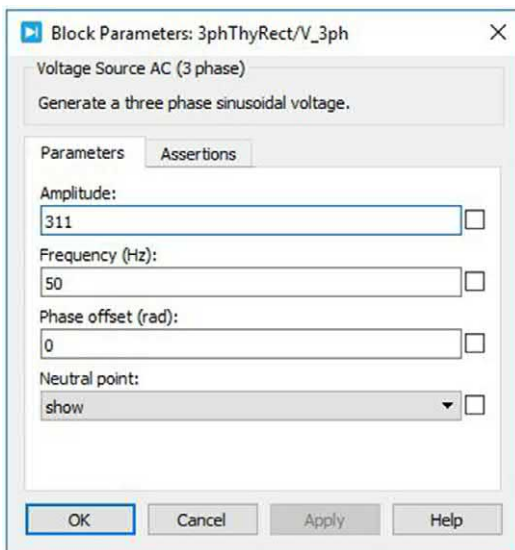 Block Parameters: 3phThyRect/V_3ph
Voltage Source AC (3 phase)
Generate a three phase sinusoidal voltage.
Parameters Assertions
Amplitude:
311
Frequency (Hz):
50
Phase offset (rad):
0
Neutral point:
show
OK Cancel Apply Help